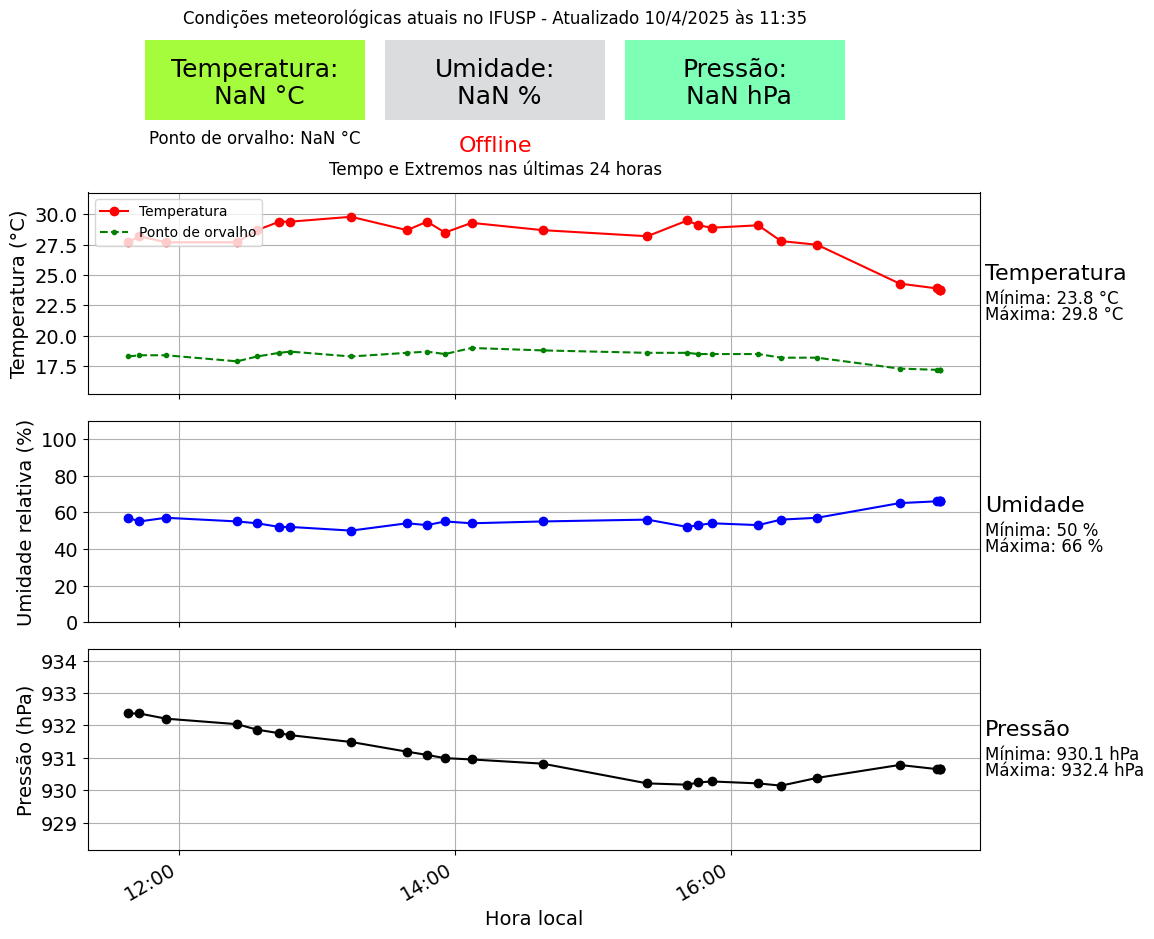 Condições meteorológicas atuais no IFUSP - Atualizado 10/4/2025 às 11:35
Temperatura:
NaN °C
Umidade:
NaN %
Pressão:
NaN hPa
Ponto de orvalho: NaN °C
Offline
Tempo e Extremos nas últimas 24 horas
Temperatura (°C)
30.0
27.5
25.0
22.5
20.0
17.5
Temperatura
Ponto de orvalho
Temperatura
Mínima: 23.8 °C
Máxima: 29.8 °C
Umidade relativa (%)
100
80
60
40
20
0
Umidade
Mínima: 50 %
Máxima: 66 %
Pressão (hPa)
934
933
932
931
930
929
Pressão
Mínima: 930.1 hPa
Máxima: 932.4 hPa
12:00
14:00
16:00
Hora local